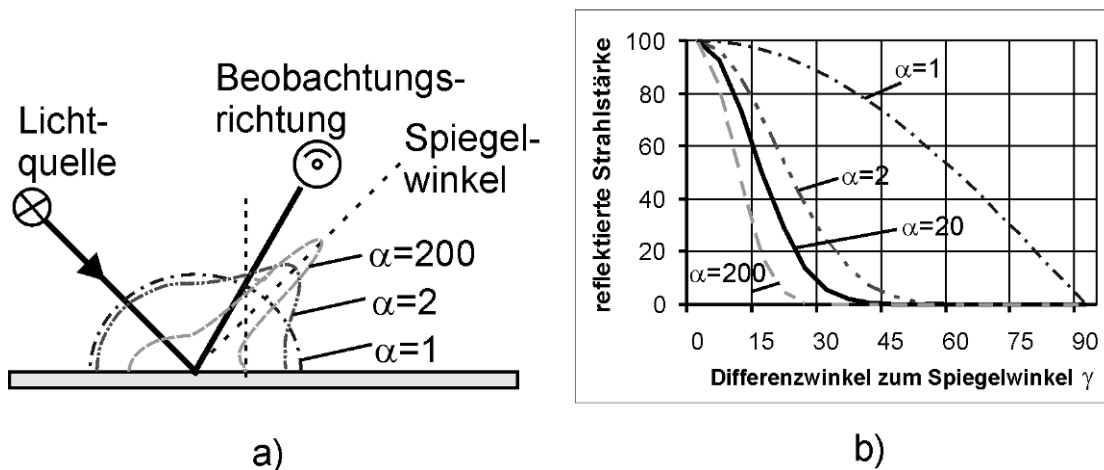 Licht-
quelle
Beobachtungs-
richtung
Spiegel-
winkel
α=200
α=2
α=1
a)
reflektierte Strahlstärke
100
80
60
40
20
0
α=1
α=2
α=20
α=200
0 15 30 45 60 75 90
Differenzwinkel zum Spiegelwinkel γ
b)